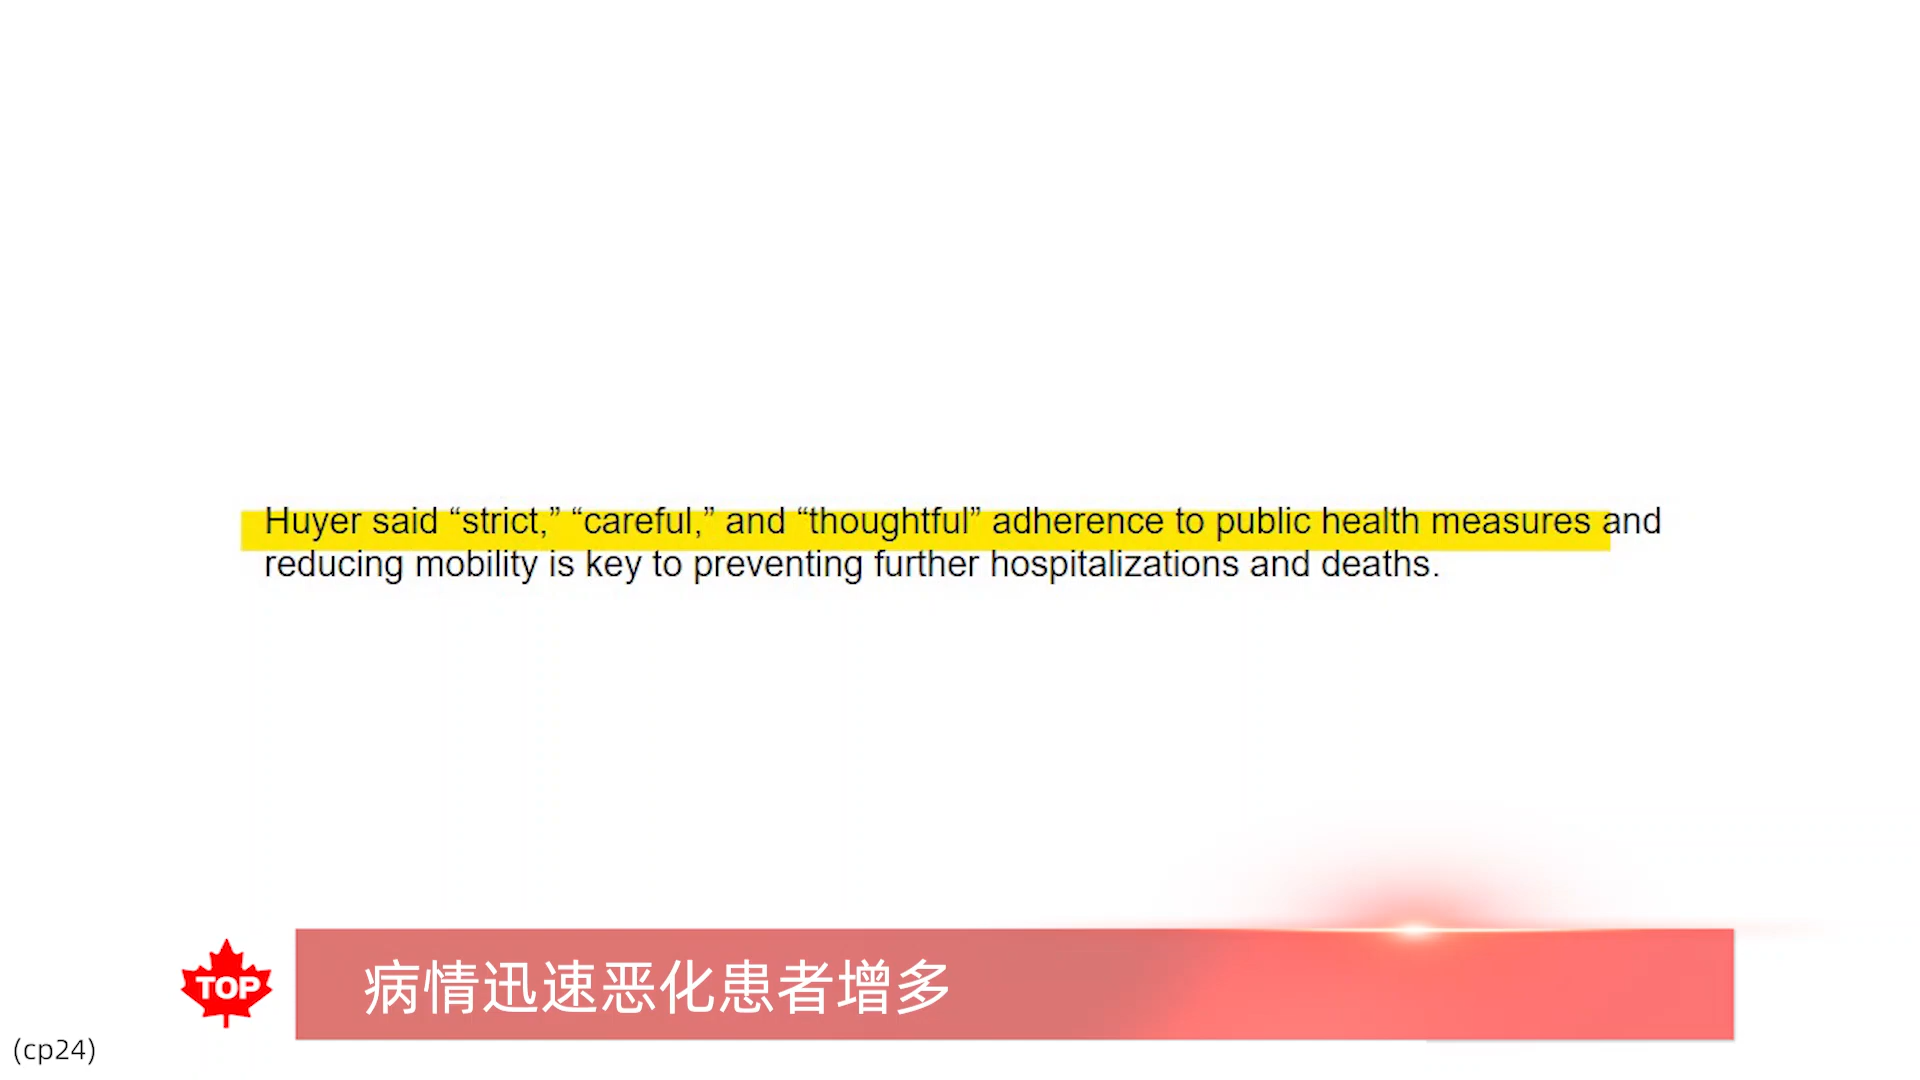 Huyer said “strict,” “careful,” and “thoughtful” adherence to public health measures and
reducing mobility is key to preventing further hospitalizations and deaths.
TOP
病情迅速恶化患者增多
(cp24)